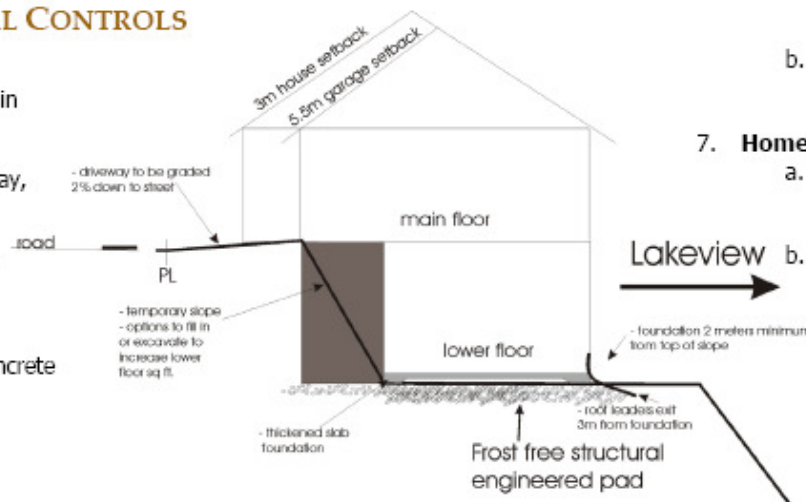 L CONTROLS
in
ay,
ncrete
3m house setback
5.5m garage setback
- driveway to be graded
2% down to street
road
PL
main floor
- temporary slope
- options to fill in
or excavate to
increase lower
floor sq ft.
lower floor
- thickened slab
foundation
Frost free structural
engineered pad
Lakeview
- foundation 2 meters minimum
from top of slope
- roof leaders exit
3m from foundation
b.
7. Home
a.
b.